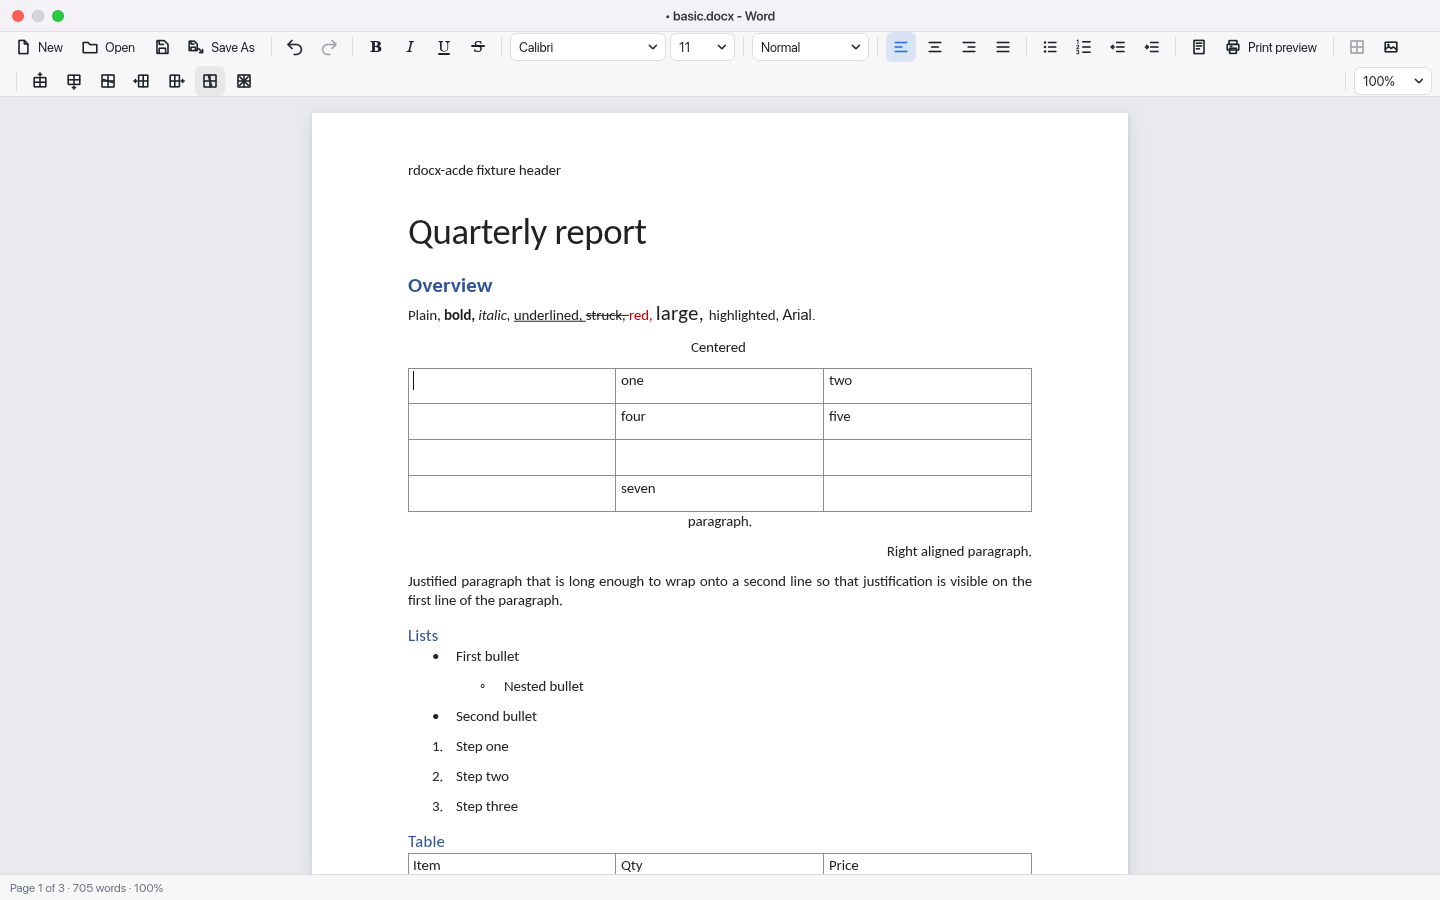 • basic.docx - Word
New Open Save As B I U S Calibri 11 Normal Print preview
100%
rdocx-acde fixture header
Quarterly report
Overview
Plain, bold, italic, underlined, struck, red, large, highlighted, Arial.
Centered
one two
four five
seven
paragraph.
Right aligned paragraph.
Justified paragraph that is long enough to wrap onto a second line so that justification is visible on the
first line of the paragraph.
Lists
• First bullet
◦ Nested bullet
• Second bullet
1. Step one
2. Step two
3. Step three
Table
Item Qty Price
Page 1 of 3 · 705 words · 100%